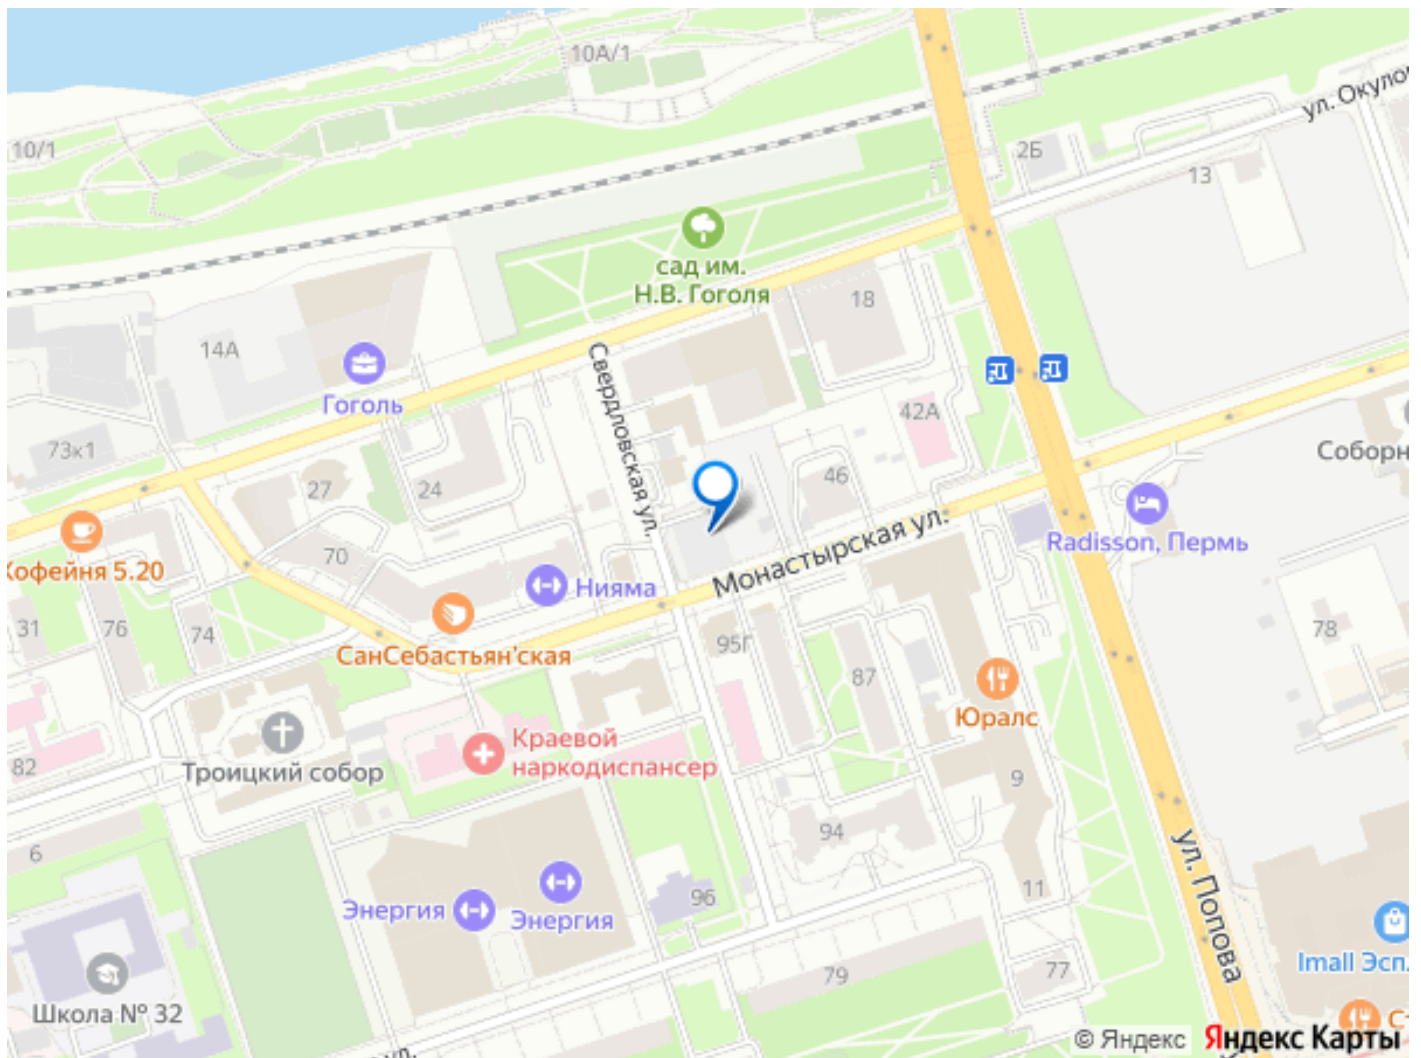 10А/1
10/1
2Б
13
ул. Окулов
сад им.
Н.В. Гоголя
18
14А
Гоголь
Свердловская ул.
42А
73к1
Соборн
27
24
46
Монастырская ул.
Radisson, Пермь
Кофейня 5.20
70
Нияма
31
76
74
СанСебастьян'ская
95Г
87
78
Юралс
Краевой
наркодиспансер
Троицкий собор
82
9
6
94
ул. Попова
Энергия
Энергия
96
11
Школа № 32
79
77
Imall Эсп.
Ст
ул.
© Яндекс
Яндекс Карты